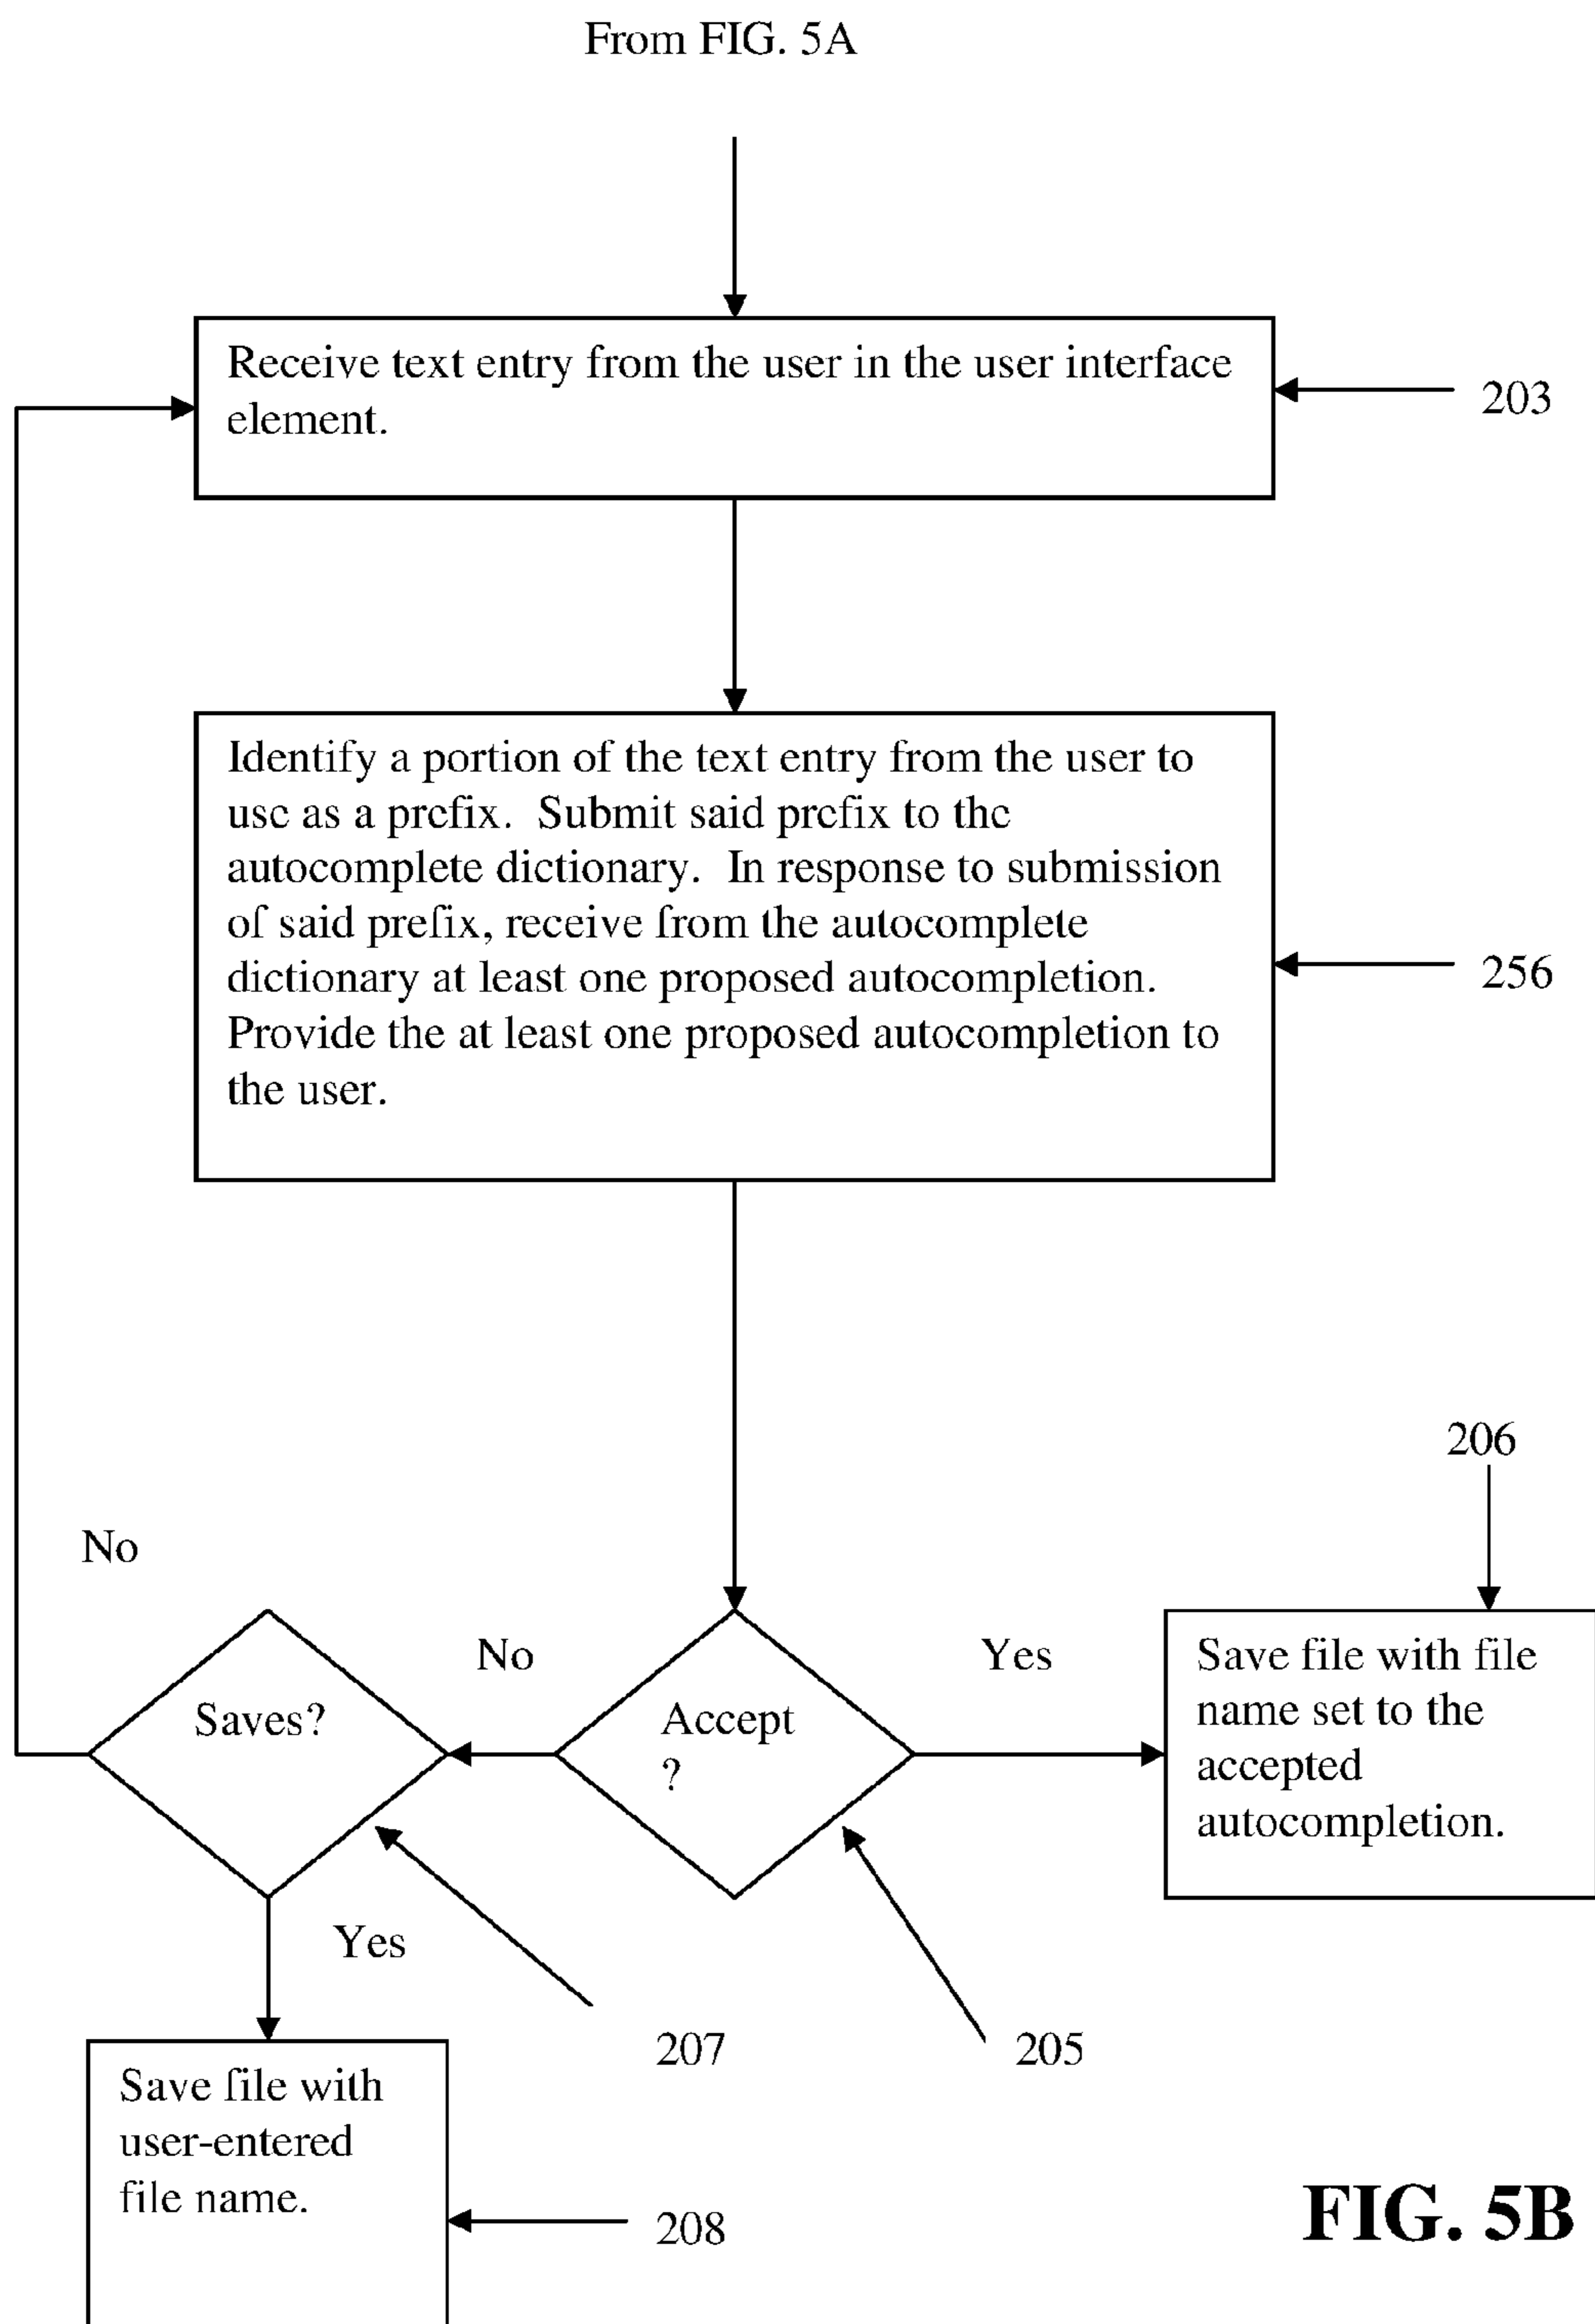 From FIG. 5A
Receive text entry from the user in the user interface
element.
203
Identify a portion of the text entry from the user to
use as a prefix.  Submit said prefix to the
autocomplete dictionary.  In response to submission
of said prefix, receive from the autocomplete
dictionary at least one proposed autocompletion.
Provide the at least one proposed autocompletion to
the user.
256
206
No
No
Yes
Saves?
Accept
?
Save file with file
name set to the
accepted
autocompletion.
Yes
207
205
Save file with
user-entered
file name.
208
FIG. 5B